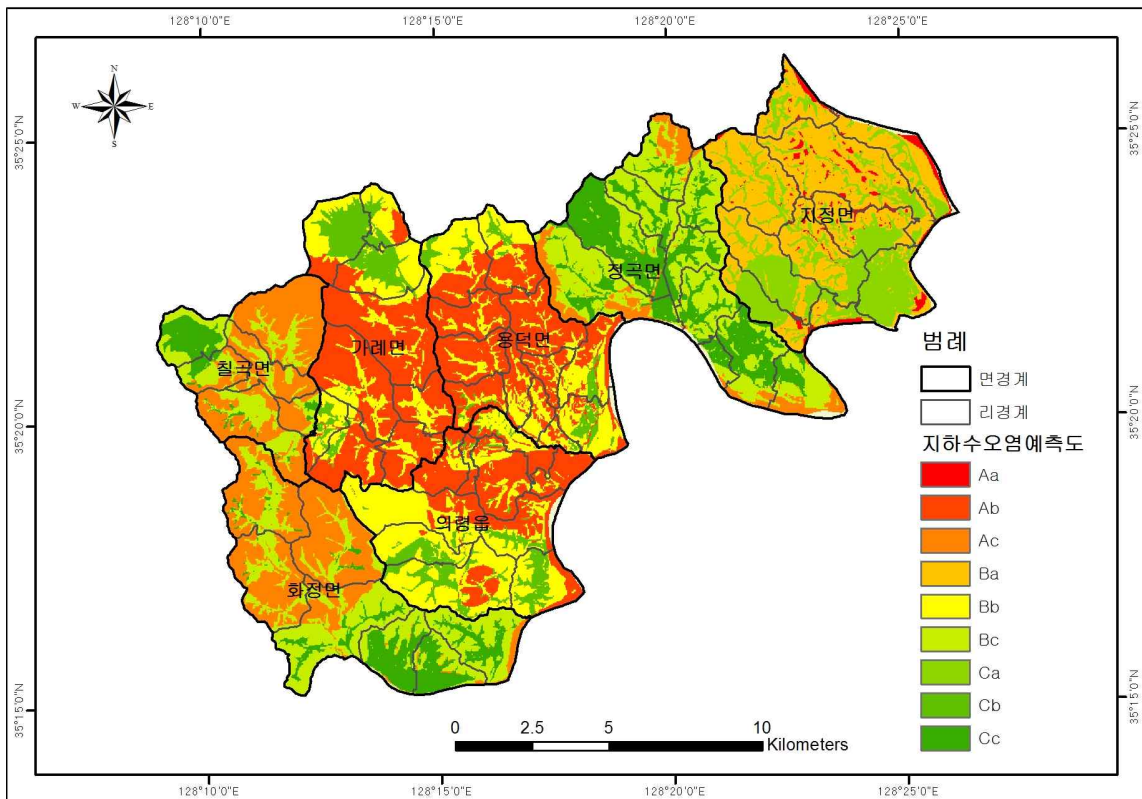 128°10'0"E 128°15'0"E 128°20'0"E 128°25'0"E
N
W E
S
35°25'0"N 35°25'0"N
지정면
정곡면
가례면 용덕면
칠곡면
범례
면경계
리경계
35°20'0"N 35°20'0"N
지하수오염예측도
Aa
Ab
의령읍
Ac
Ba
화정면
Bb
Bc
Ca
Cb
Cc
35°15'0"N 35°15'0"N
0 2.5 5 10
Kilometers
128°10'0"E 128°15'0"E 128°20'0"E 128°25'0"E